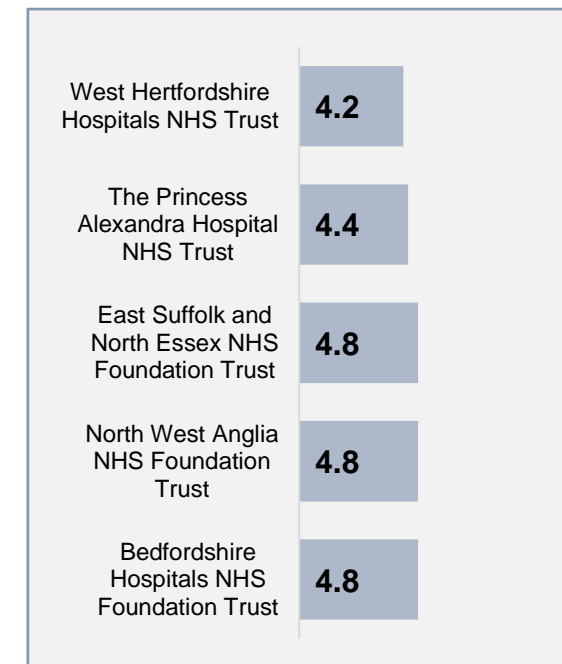 West Hertfordshire
Hospitals NHS Trust
4.2
The Princess
Alexandra Hospital
NHS Trust
4.4
East Suffolk and
North Essex NHS
Foundation Trust
4.8
North West Anglia
NHS Foundation
Trust
4.8
Bedfordshire
Hospitals NHS
Foundation Trust
4.8